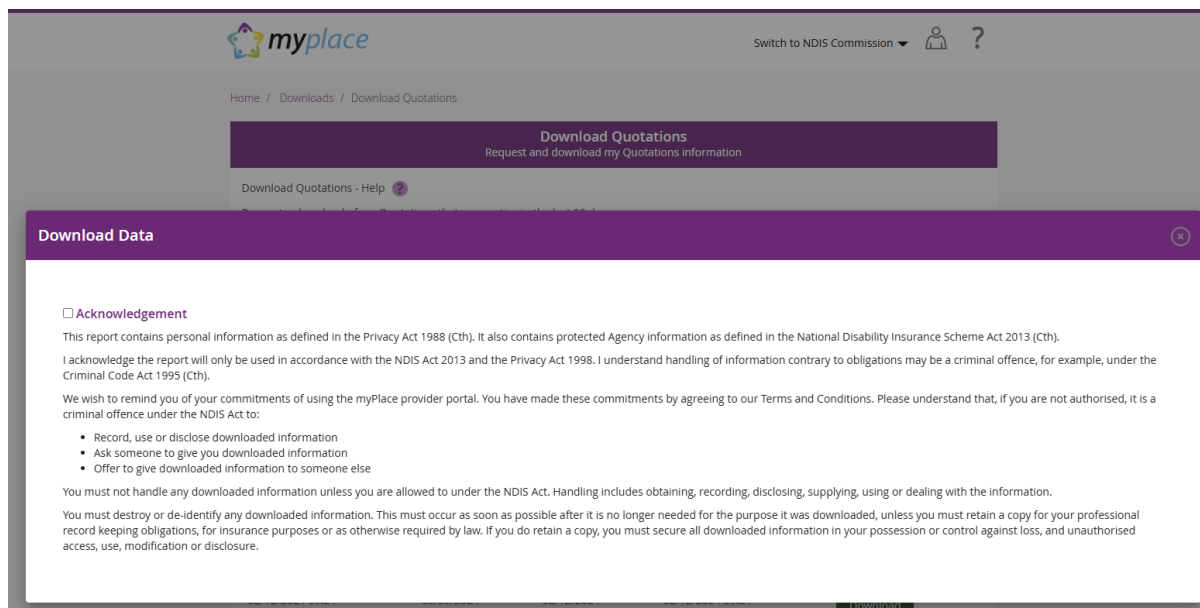 myplace
Switch to NDIS Commission
?
Home / Downloads / Download Quotations
Download Quotations
Request and download my Quotations information
Download Quotations - Help ?
Download Data
Acknowledgement
This report contains personal information as defined in the Privacy Act 1988 (Cth). It also contains protected Agency information as defined in the National Disability Insurance Scheme Act 2013 (Cth).
I acknowledge the report will only be used in accordance with the NDIS Act 2013 and the Privacy Act 1998. I understand handling of information contrary to obligations may be a criminal offence, for example, under the
Criminal Code Act 1995 (Cth).
We wish to remind you of your commitments of using the myPlace provider portal. You have made these commitments by agreeing to our Terms and Conditions. Please understand that, if you are not authorised, it is a
criminal offence under the NDIS Act to:
• Record, use or disclose downloaded information
• Ask someone to give you downloaded information
• Offer to give downloaded information to someone else
You must not handle any downloaded information unless you are allowed to under the NDIS Act. Handling includes obtaining, recording, disclosing, supplying, using or dealing with the information.
You must destroy or de-identify any downloaded information. This must occur as soon as possible after it is no longer needed for the purpose it was downloaded, unless you must retain a copy for your professional
record keeping obligations, for insurance purposes or as otherwise required by law. If you do retain a copy, you must secure all downloaded information in your possession or control against loss, and unauthorised
access, use, modification or disclosure.
Download